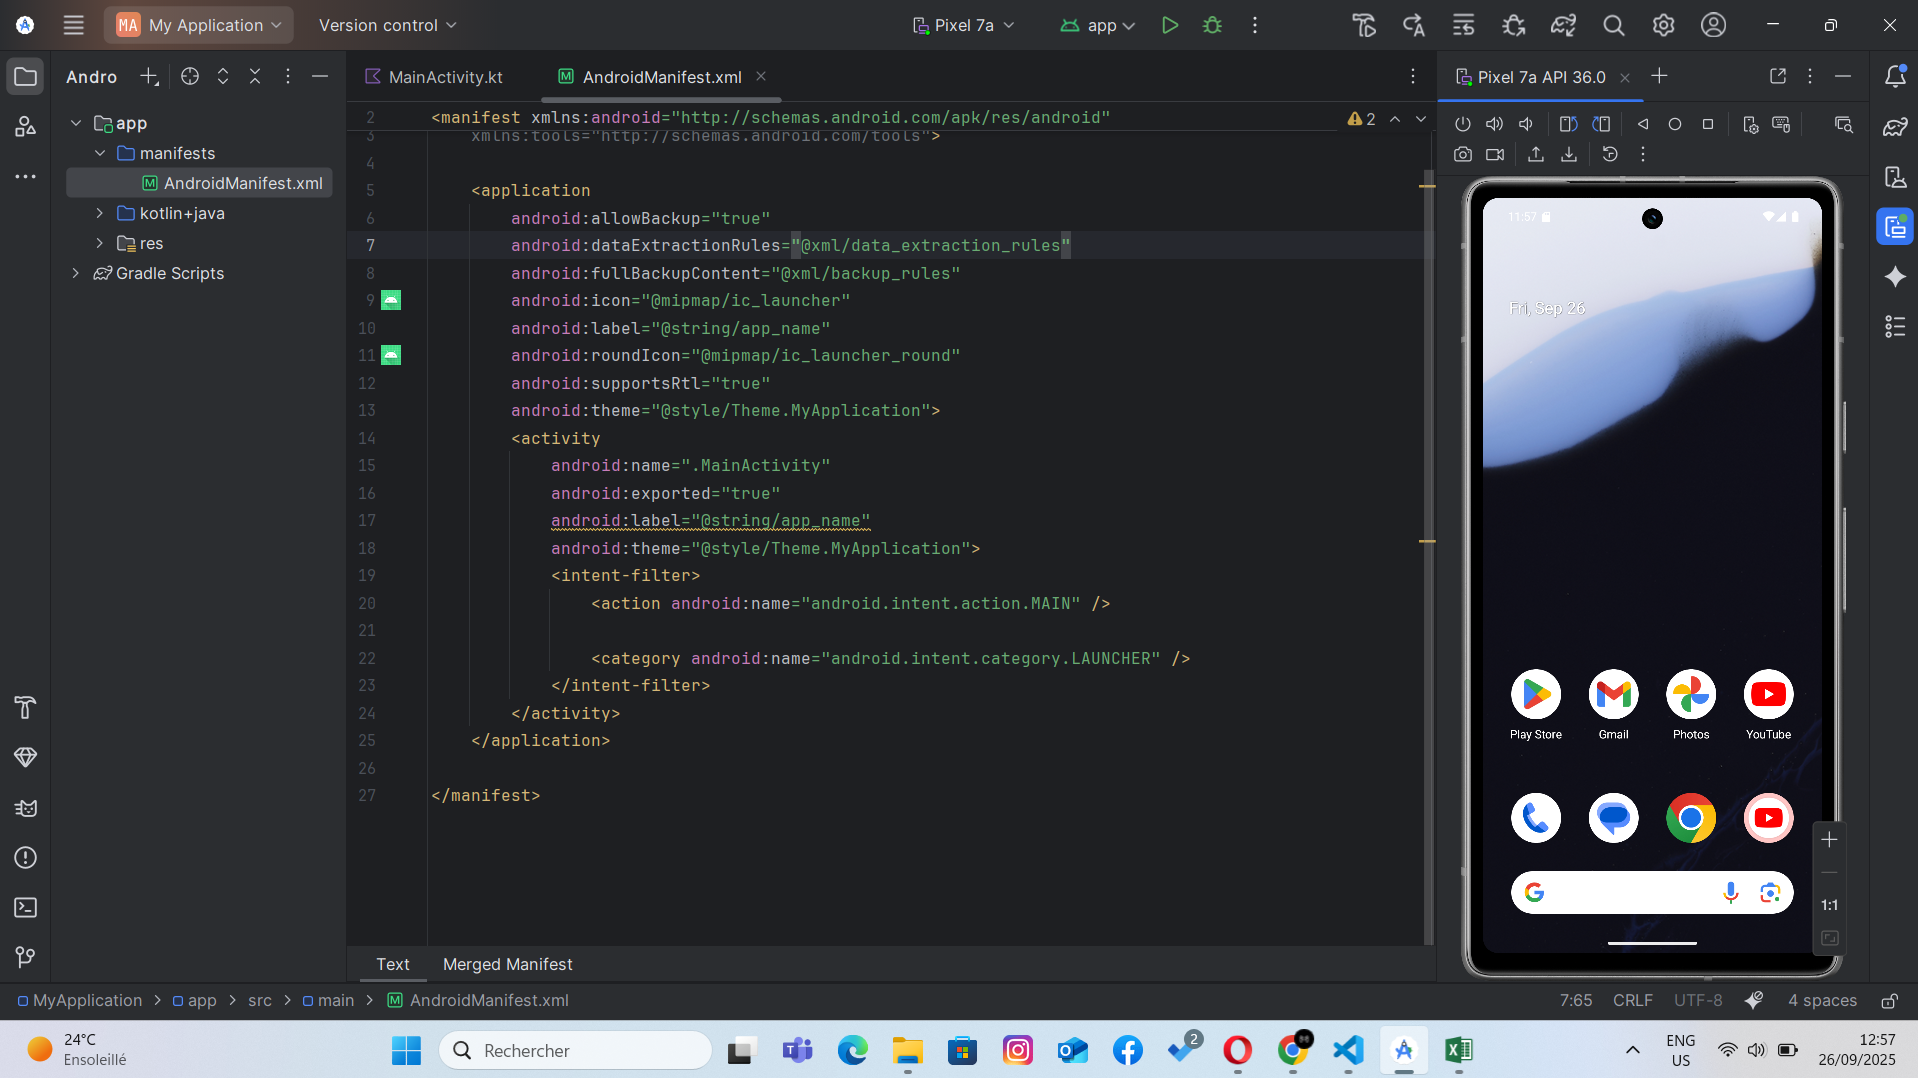 MA My Application
Version control
Pixel 7a
app
Andro
MainActivity.kt
AndroidManifest.xml
Pixel 7a API 36.0
app
manifests
AndroidManifest.xml
kotlin+java
res
Gradle Scripts
2
2 <manifest xmlns:android="http://schemas.android.com/apk/res/android"
3 xmlns:tools="http://schemas.android.com/tools">
4
5 <application
6 android:allowBackup="true"
7 android:dataExtractionRules="@xml/data_extraction_rules"
8 android:fullBackupContent="@xml/backup_rules"
9 android:icon="@mipmap/ic_launcher"
10 android:label="@string/app_name"
11 android:roundIcon="@mipmap/ic_launcher_round"
12 android:supportsRtl="true"
13 android:theme="@style/Theme.MyApplication">
14 <activity
15 android:name=".MainActivity"
16 android:exported="true"
17 android:label="@string/app_name"
18 android:theme="@style/Theme.MyApplication">
19 <intent-filter>
20 <action android:name="android.intent.action.MAIN" />
21
22 <category android:name="android.intent.category.LAUNCHER" />
23 </intent-filter>
24 </activity>
25 </application>
26
27 </manifest>
11:57
Fri, Sep 26
Play Store
Gmail
Photos
YouTube
1:1
Text
Merged Manifest
MyApplication > app > src > main > AndroidManifest.xml
7:65
CRLF
UTF-8
4 spaces
24°C
Ensoleillé
Rechercher
2
ENG
US
12:57
26/09/2025